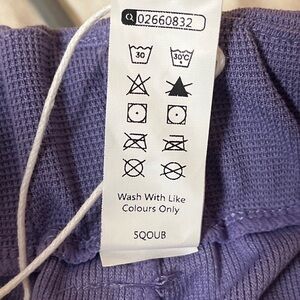 02660832
30 30°C
Wash With Like
Colours Only
SQOUB